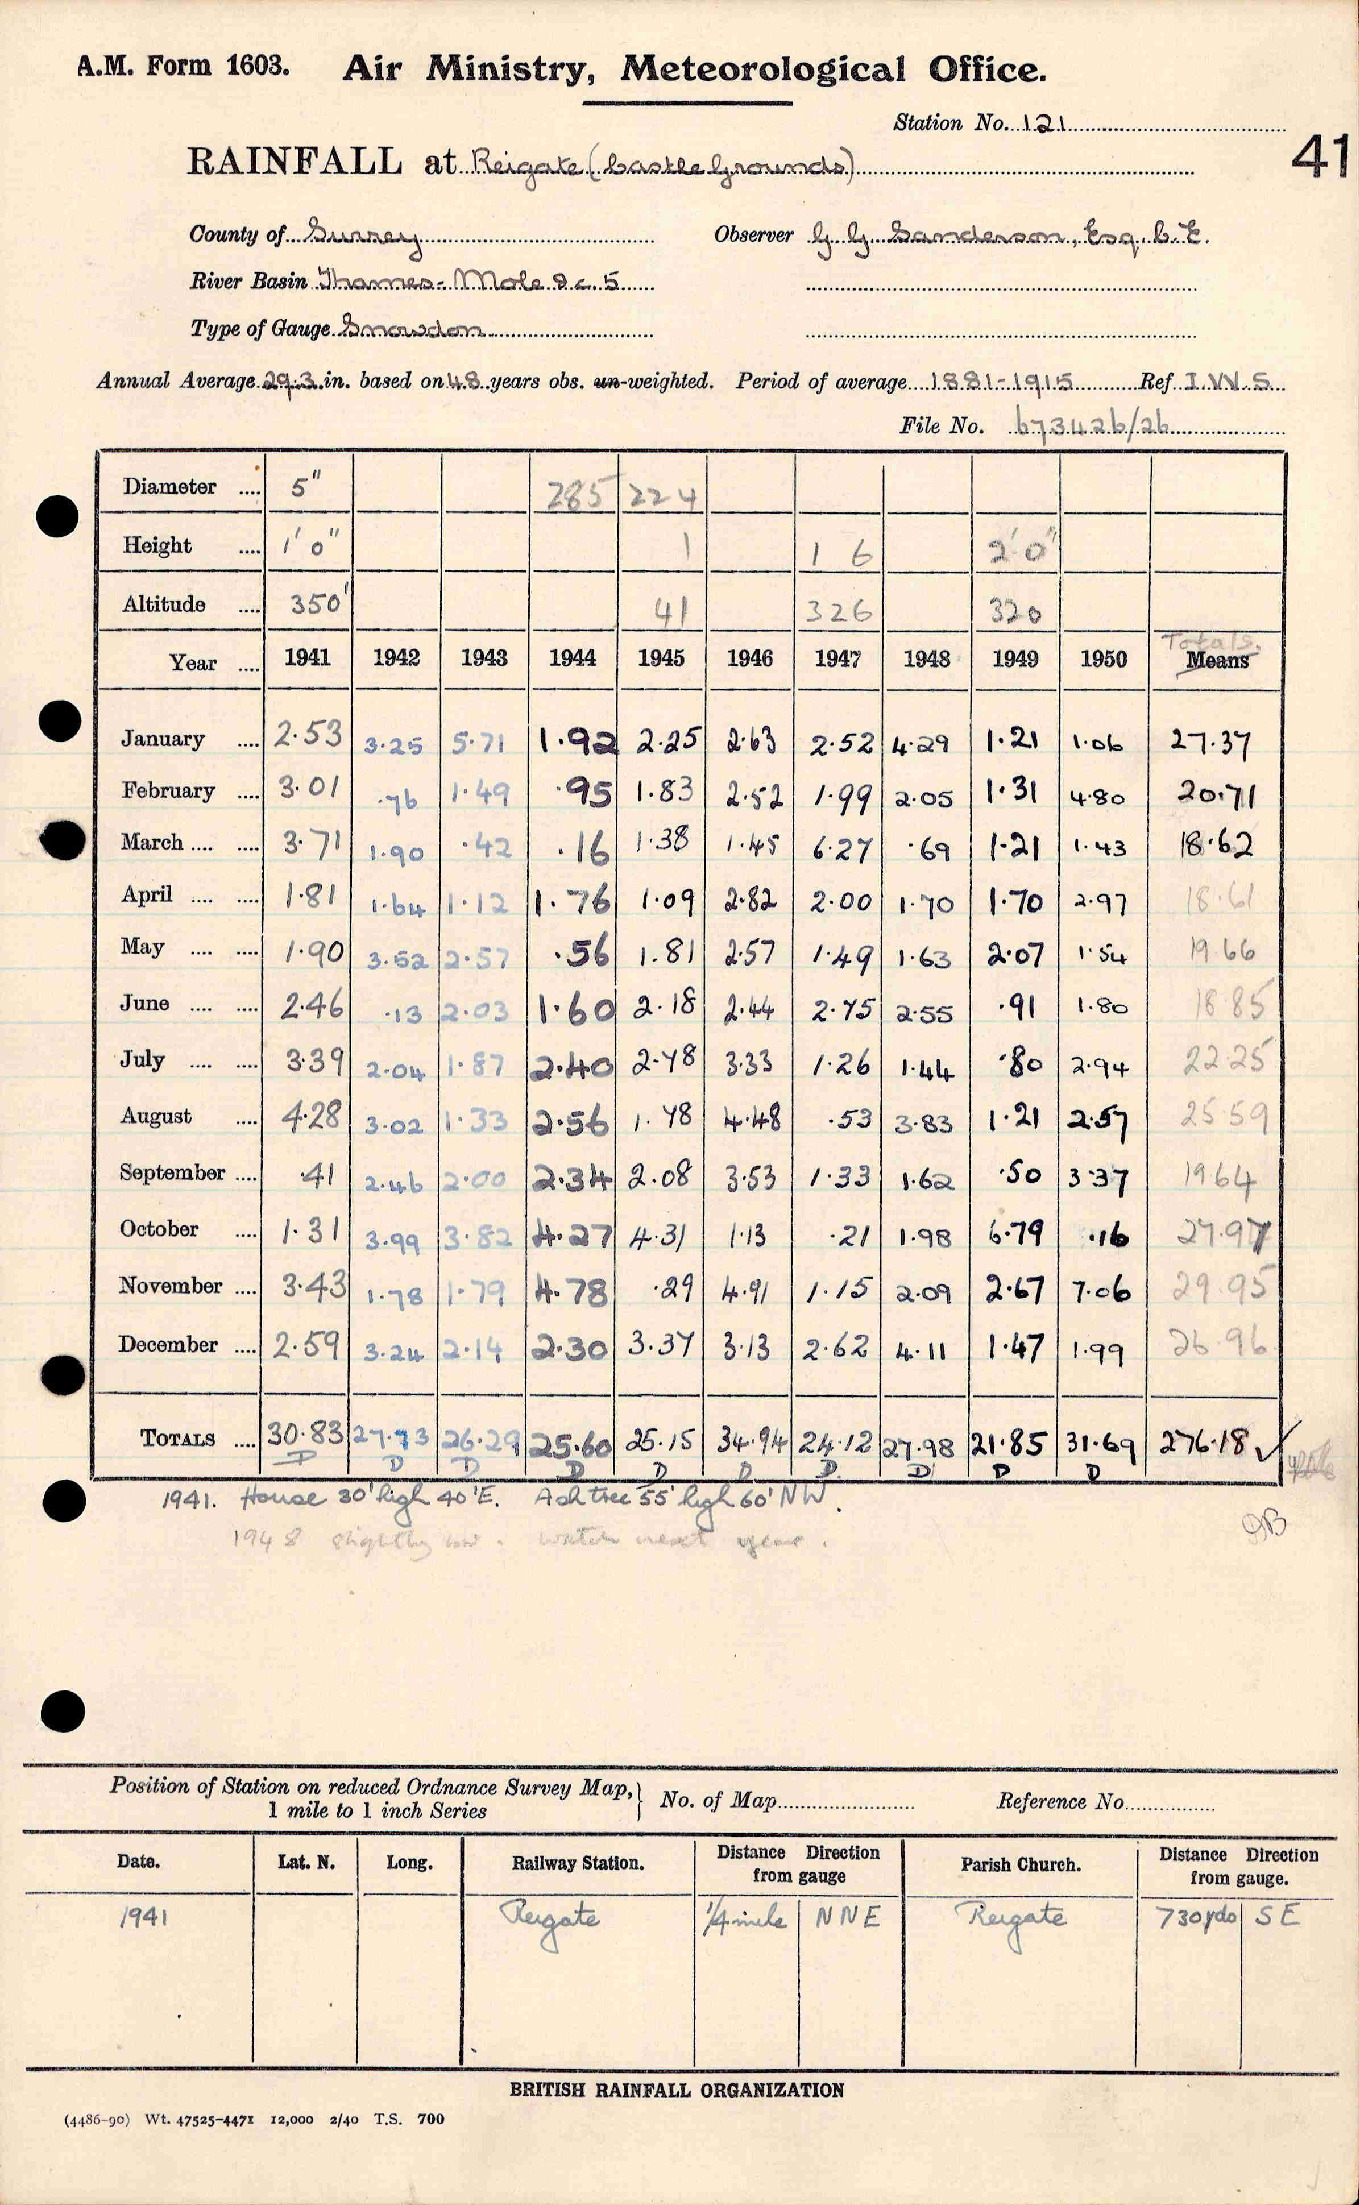 A.M. Form 1603. Air Ministry, Meteorological Office.
Station No. 121
41
RAINFALL at Reigate (Castle Grounds)
County of Surrey Observer G. G. Sanderson, Esq. C. E.
River Basin Thames - Mole &c. 5
Type of Gauge Snowdon
Annual Average 29.3 in. based on 48 years obs. un-weighted. Period of average 1881-1915 Ref I.W.S
File No. 673426/26
Diameter .... 5" 285 224
Height .... 1' 0" 1 1 6 2' 0"
Altitude .... 350' 41 326 320
Totals.
Year .... 1941 1942 1943 1944 1945 1946 1947 1948 1949 1950 Means
January .... 2.53 3.25 5.71 1.92 2.25 2.63 2.52 4.29 1.21 1.06 27.37
February .... 3.01 .76 1.49 .95 1.83 2.52 1.99 2.05 1.31 4.80 20.71
March .... .... 3.71 1.90 .42 .16 1.38 1.45 6.27 .69 1.21 1.43 18.62
April .... .... 1.81 1.64 1.12 1.76 1.09 2.82 2.00 1.70 1.70 2.97 18.61
May .... .... 1.90 3.52 2.57 .56 1.81 2.57 1.49 1.63 2.07 1.54 19.66
June .... .... 2.46 .13 2.03 1.60 2.18 2.44 2.75 2.55 .91 1.80 18.85
July .... .... 3.39 2.04 1.87 2.40 2.78 3.33 1.26 1.44 .80 2.94 22.25
August .... 4.28 3.02 1.33 2.56 1.78 4.48 .53 3.83 1.21 2.57 25.59
September .... .41 2.46 2.00 2.34 2.08 3.53 1.33 1.62 .50 3.37 19.64
October .... 1.31 3.99 3.82 4.27 4.31 1.13 .21 1.98 6.79 .16 27.97
November .... 3.43 1.78 1.79 4.78 .29 4.91 1.15 2.09 2.67 7.06 29.95
December .... 2.59 3.24 2.14 2.30 3.37 3.13 2.62 4.11 1.47 1.99 26.96
TOTALS .... 30.83 27.73 26.29 25.60 25.15 34.94 24.12 27.98 21.85 31.69 276.18 ✓
D D D D D D D D D D
1941. House 30' high 40' E. Ash tree 55' high 60' NW.
1948 slightly low. Watch next year.
Position of Station on reduced Ordnance Survey Map, } No. of Map Reference No
1 mile to 1 inch Series
Date. Lat. N. Long. Railway Station. Distance from gauge Direction Parish Church. Distance from gauge. Direction
1941 Reigate 1/4 mile NNE Reigate 730 yds SE
BRITISH RAINFALL ORGANIZATION
(4486-90) Wt. 47525-4471 12,000 2/40 T.S. 700